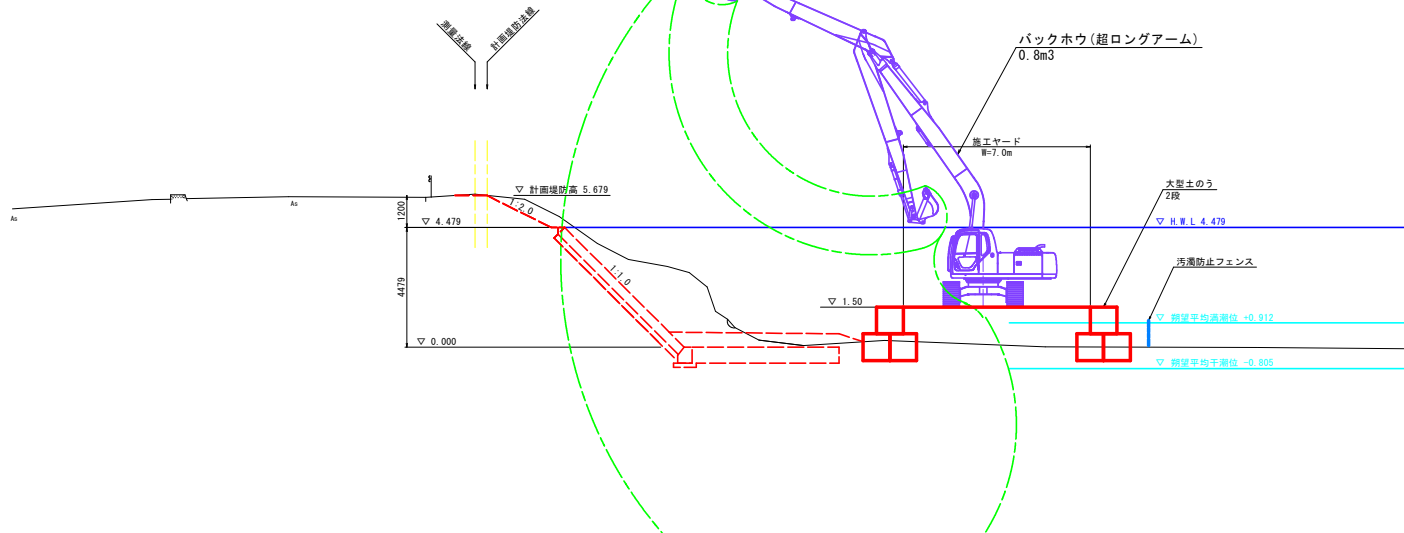 測量法線
計画堤防法線
バックホウ(超ロングアーム)
0.8m3
施工ヤード
W=7.0m
大型土のう
2段
▽ 計画堤防高 5.679
1:2.0
1200
▽ 4.479
▽ H.W.L 4.479
As
As
汚濁防止フェンス
1:1.0
4479
▽ 1.50
▽ 朔望平均満潮位 +0.912
▽ 0.000
▽ 朔望平均干潮位 -0.805